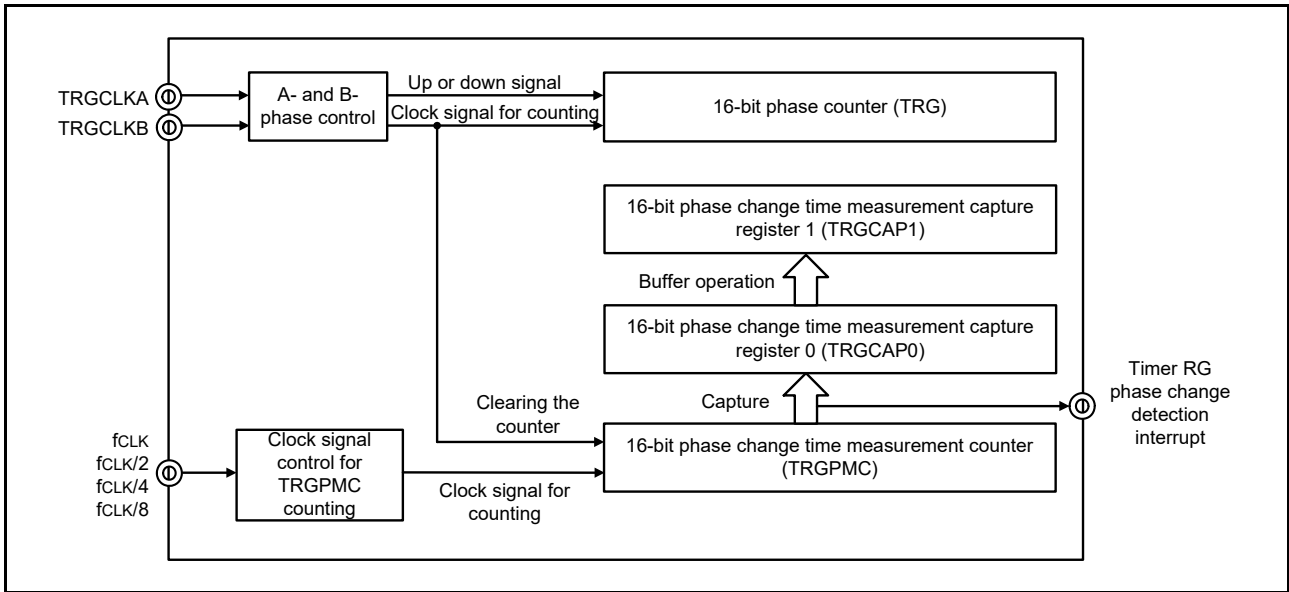 TRGCLKA
TRGCLKB
A- and B-
phase control
Up or down signal
Clock signal for counting
16-bit phase counter (TRG)
16-bit phase change time measurement capture
register 1 (TRGCAP1)
Buffer operation
16-bit phase change time measurement capture
register 0 (TRGCAP0)
Capture
Timer RG
phase change
detection
interrupt
Clearing the
counter
16-bit phase change time measurement counter
(TRGPMC)
fCLK
fCLK/2
fCLK/4
fCLK/8
Clock signal
control for
TRGPMC
counting
Clock signal for
counting